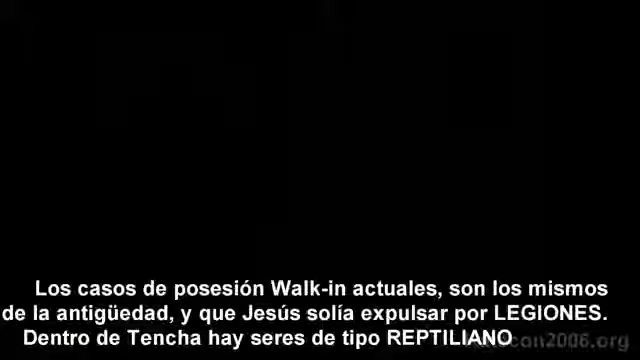 Los casos de posesión Walk-in actuales, son los mismos
de la antigüedad, y que Jesús solía expulsar por LEGIONES.
Dentro de Tencha hay seres de tipo REPTILIANO